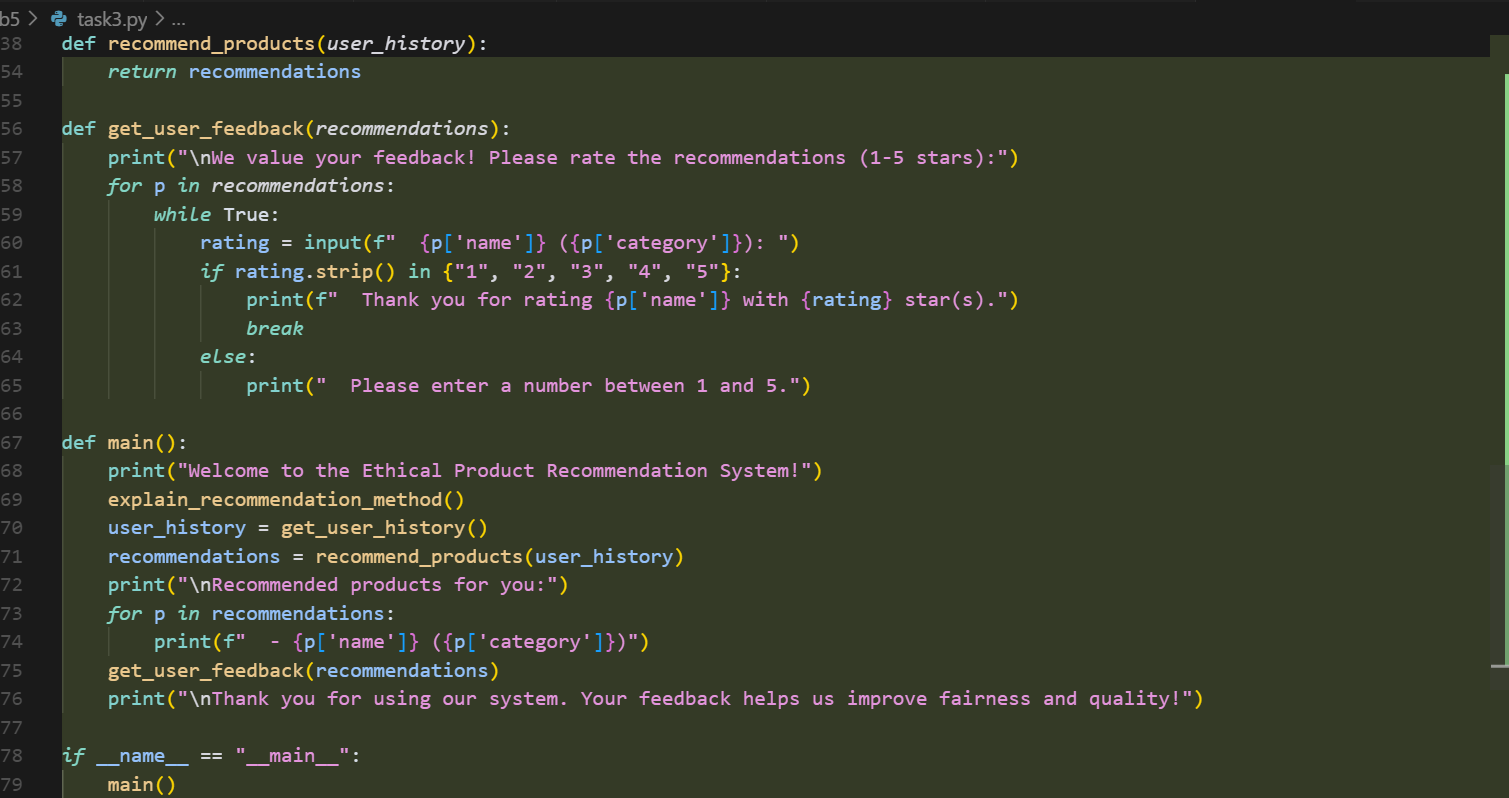 b5 > task3.py > ...
38 def recommend_products(user_history):
54     return recommendations
55
56 def get_user_feedback(recommendations):
57     print("\nWe value your feedback! Please rate the recommendations (1-5 stars):")
58     for p in recommendations:
59         while True:
60             rating = input(f"  {p['name']} ({p['category']}): ")
61             if rating.strip() in {"1", "2", "3", "4", "5"}:
62                 print(f"  Thank you for rating {p['name']} with {rating} star(s).")
63                 break
64             else:
65                 print("  Please enter a number between 1 and 5.")
66
67 def main():
68     print("Welcome to the Ethical Product Recommendation System!")
69     explain_recommendation_method()
70     user_history = get_user_history()
71     recommendations = recommend_products(user_history)
72     print("\nRecommended products for you:")
73     for p in recommendations:
74         print(f"  - {p['name']} ({p['category']})")
75     get_user_feedback(recommendations)
76     print("\nThank you for using our system. Your feedback helps us improve fairness and quality!")
77
78 if __name__ == "__main__":
79     main()